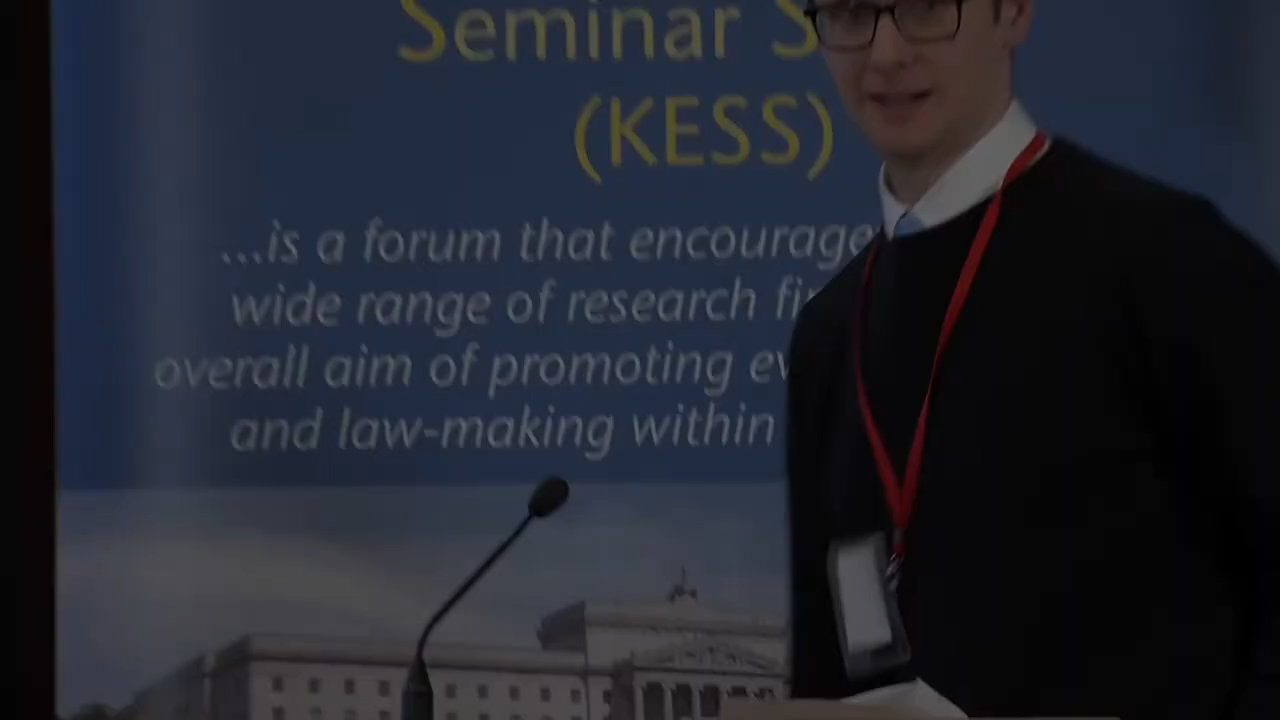 Seminar S
(KESS)
...is a forum that encourage
wide range of research fi
overall aim of promoting ev
and law-making within